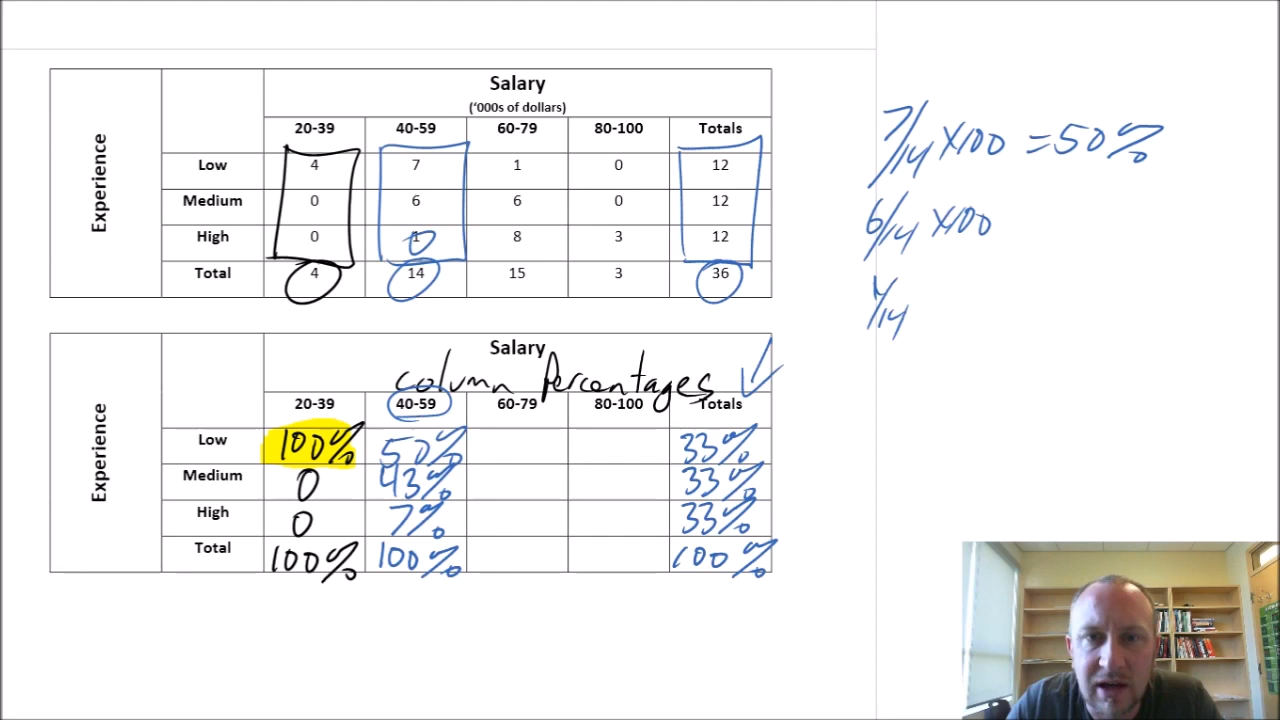 Salary
('000s of dollars)
20-39 40-59 60-79 80-100 Totals
Experience
Low 4 7 1 0 12
Medium 0 6 6 0 12
High 0 1 8 3 12
Total 4 14 15 3 36
7/14 X100 = 50%
6/14 X100
1/14
Salary
column Percentages
20-39 40-59 60-79 80-100 Totals
Experience
Low 100% 50% 33%
Medium 0 43% 33%
High 0 7% 33%
Total 100% 100% 100%